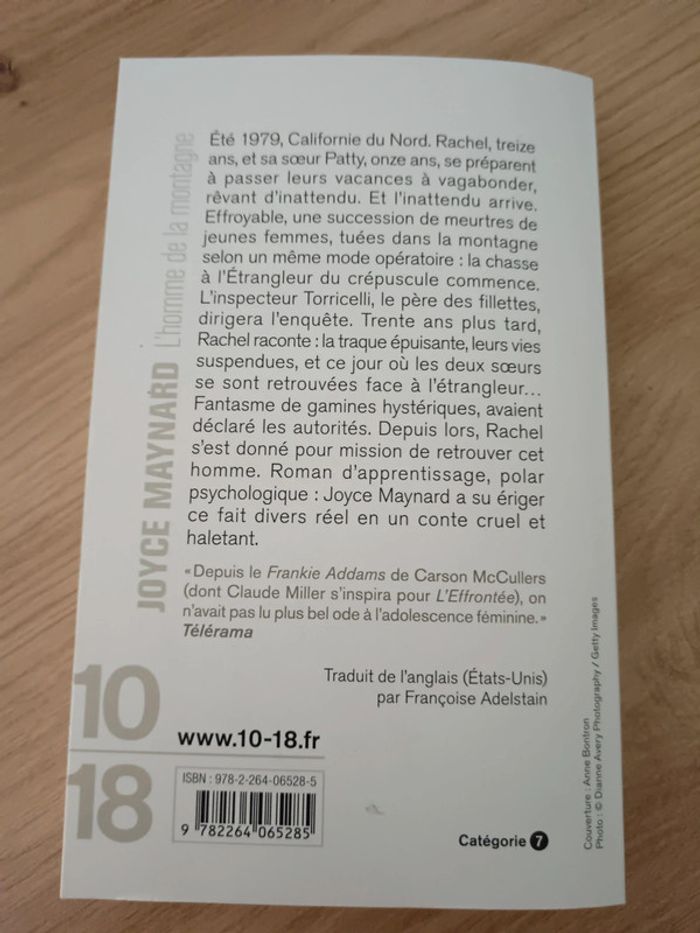 JOYCE MAYNARD L'homme de la montagne
Été 1979, Californie du Nord. Rachel, treize
ans, et sa sœur Patty, onze ans, se préparent
à passer leurs vacances à vagabonder,
rêvant d'inattendu. Et l'inattendu arrive.
Effroyable, une succession de meurtres de
jeunes femmes, tuées dans la montagne
selon un même mode opératoire : la chasse
à l'Étrangleur du crépuscule commence.
L'inspecteur Torricelli, le père des fillettes,
dirigera l'enquête. Trente ans plus tard,
Rachel raconte : la traque épuisante, leurs vies
suspendues, et ce jour où les deux sœurs
se sont retrouvées face à l'étrangleur...
Fantasme de gamines hystériques, avaient
déclaré les autorités. Depuis lors, Rachel
s'est donné pour mission de retrouver cet
homme. Roman d'apprentissage, polar
psychologique : Joyce Maynard a su ériger
ce fait divers réel en un conte cruel et
haletant.
« Depuis le Frankie Addams de Carson McCullers
(dont Claude Miller s'inspira pour L'Effrontée), on
n'avait pas lu plus bel ode à l'adolescence féminine. »
Télérama
Traduit de l'anglais (États-Unis)
par Françoise Adelstain
10
18
www.10-18.fr
ISBN : 978-2-264-06528-5
9 782264 065285
Catégorie 7
Couverture : Anne Bontron
Photo : © Dianne Avery Photography / Getty Images